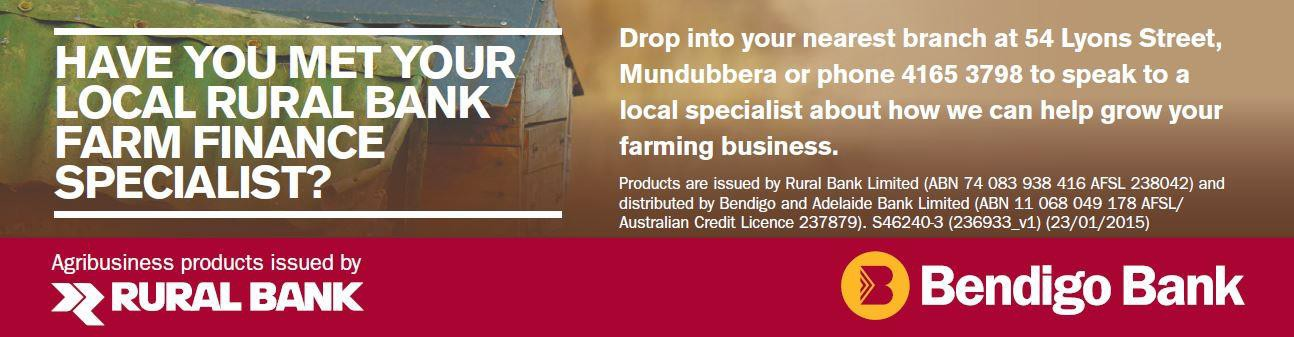 HAVE YOU MET YOUR
LOCAL RURAL BANK
FARM FINANCE
SPECIALIST?
Drop into your nearest branch at 54 Lyons Street,
Mundubbera or phone 4165 3798 to speak to a
local specialist about how we can help grow your
farming business.
Products are issued by Rural Bank Limited (ABN 74 083 938 416 AFSL 238042) and
distributed by Bendigo and Adelaide Bank Limited (ABN 11 068 049 178 AFSL/
Australian Credit Licence 237879). S46240-3 (236933_v1) (23/01/2015)
Agribusiness products issued by
RURAL BANK
B Bendigo Bank